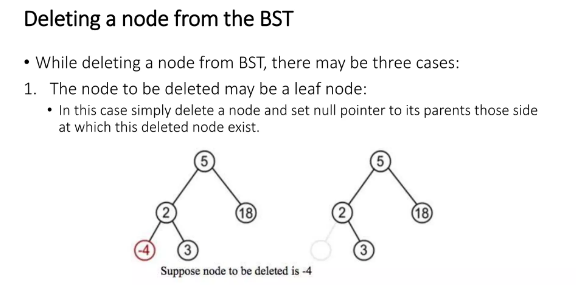 Deleting a node from the BST
• While deleting a node from BST, there may be three cases:
1. The node to be deleted may be a leaf node:
• In this case simply delete a node and set null pointer to its parents those side
at which this deleted node exist.
5 5
2 18 2 18
-4 3 3
Suppose node to be deleted is -4